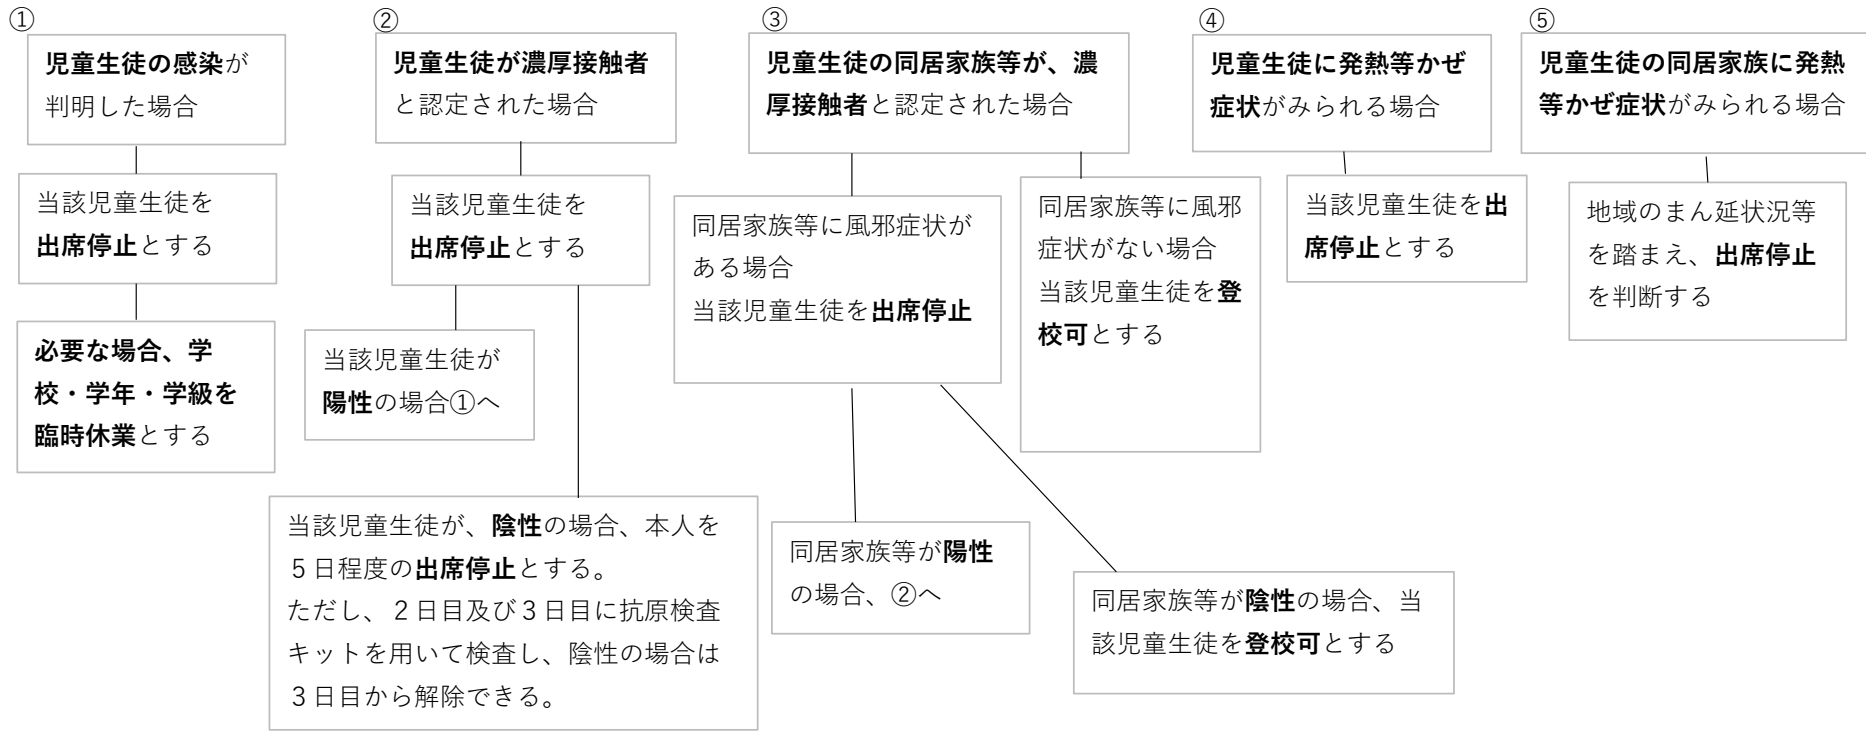 ①
児童生徒の感染が
判明した場合
当該児童生徒を
出席停止とする
必要な場合、学
校・学年・学級を
臨時休業とする
②
児童生徒が濃厚接触者
と認定された場合
当該児童生徒を
出席停止とする
当該児童生徒が
陽性の場合①へ
当該児童生徒が、陰性の場合、本人を
５日程度の出席停止とする。
ただし、２日目及び３日目に抗原検査
キットを用いて検査し、陰性の場合は
３日目から解除できる。
③
児童生徒の同居家族等が、濃
厚接触者と認定された場合
同居家族等に風邪症状が
ある場合
当該児童生徒を出席停止
同居家族等に風邪
症状がない場合
当該児童生徒を登
校可とする
同居家族等が陽性
の場合、②へ
同居家族等が陰性の場合、当
該児童生徒を登校可とする
④
児童生徒に発熱等かぜ
症状がみられる場合
当該児童生徒を出
席停止とする
⑤
児童生徒の同居家族に発熱
等かぜ症状がみられる場合
地域のまん延状況等
を踏まえ、出席停止
を判断する